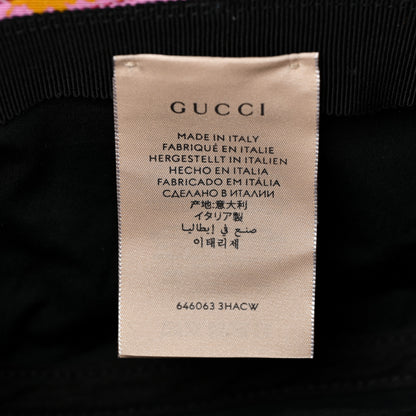 GUCCI
MADE IN ITALY
FABRIQUÉ EN ITALIE
HERGESTELLT IN ITALIEN
HECHO EN ITALIA
FABRICADO EM ITÁLIA
СДЕЛАНО В ИТАЛИИ
产地:意大利
イタリア製
صنع في إيطاليا
이태리제
646063 3HACW